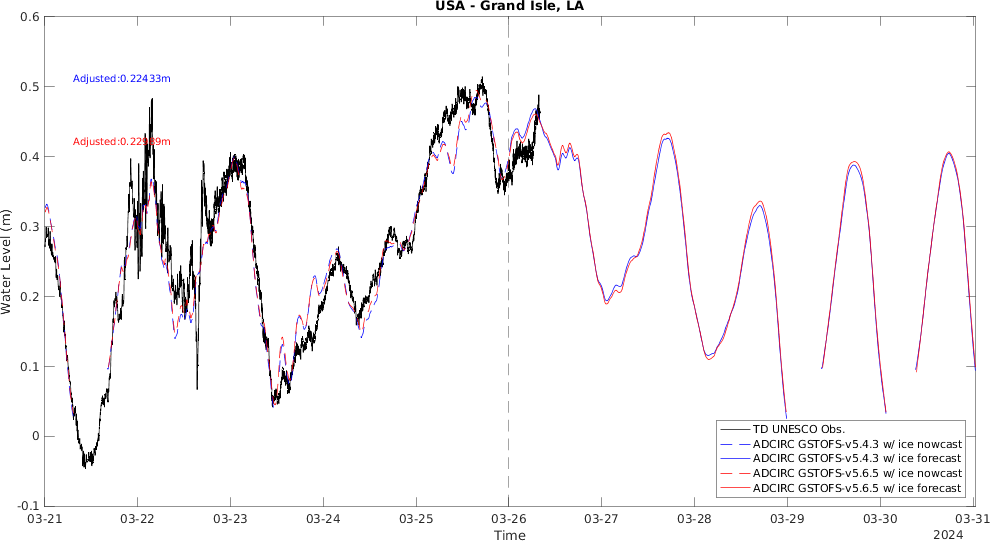 USA - Grand Isle, LA
0.6
0.5
0.4
0.3
0.2
0.1
0
-0.1
Water Level (m)
Adjusted:0.22433m
TD UNESCO Obs.
ADCIRC GSTOFS-v5.4.3 w/ ice nowcast
ADCIRC GSTOFS-v5.4.3 w/ ice forecast
ADCIRC GSTOFS-v5.6.5 w/ ice nowcast
ADCIRC GSTOFS-v5.6.5 w/ ice forecast
03-21 03-22 03-23 03-24 03-25 03-26 03-27 03-28 03-29 03-30 03-31
Time
2024